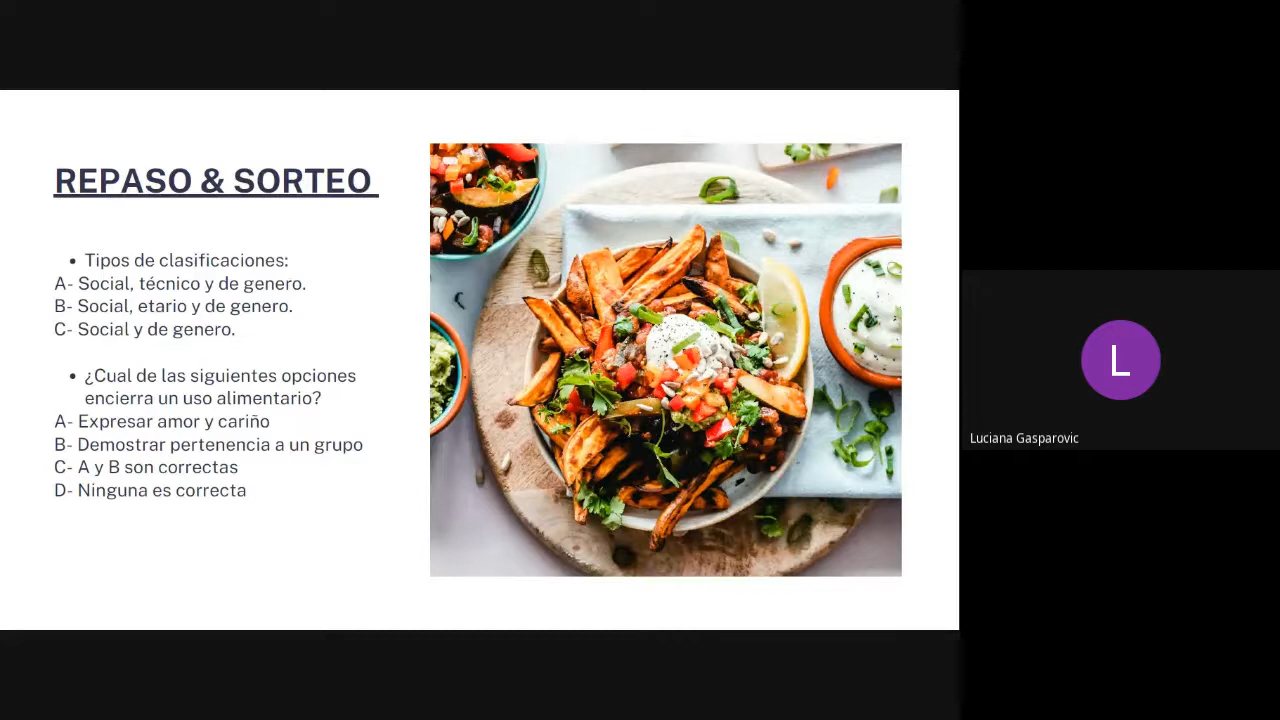 REPASO & SORTEO
• Tipos de clasificaciones:
A- Social, técnico y de genero.
B- Social, etario y de genero.
C- Social y de genero.
• ¿Cual de las siguientes opciones
encierra un uso alimentario?
A- Expresar amor y cariño
B- Demostrar pertenencia a un grupo
C- A y B son correctas
D- Ninguna es correcta
L
Luciana Gasparovic